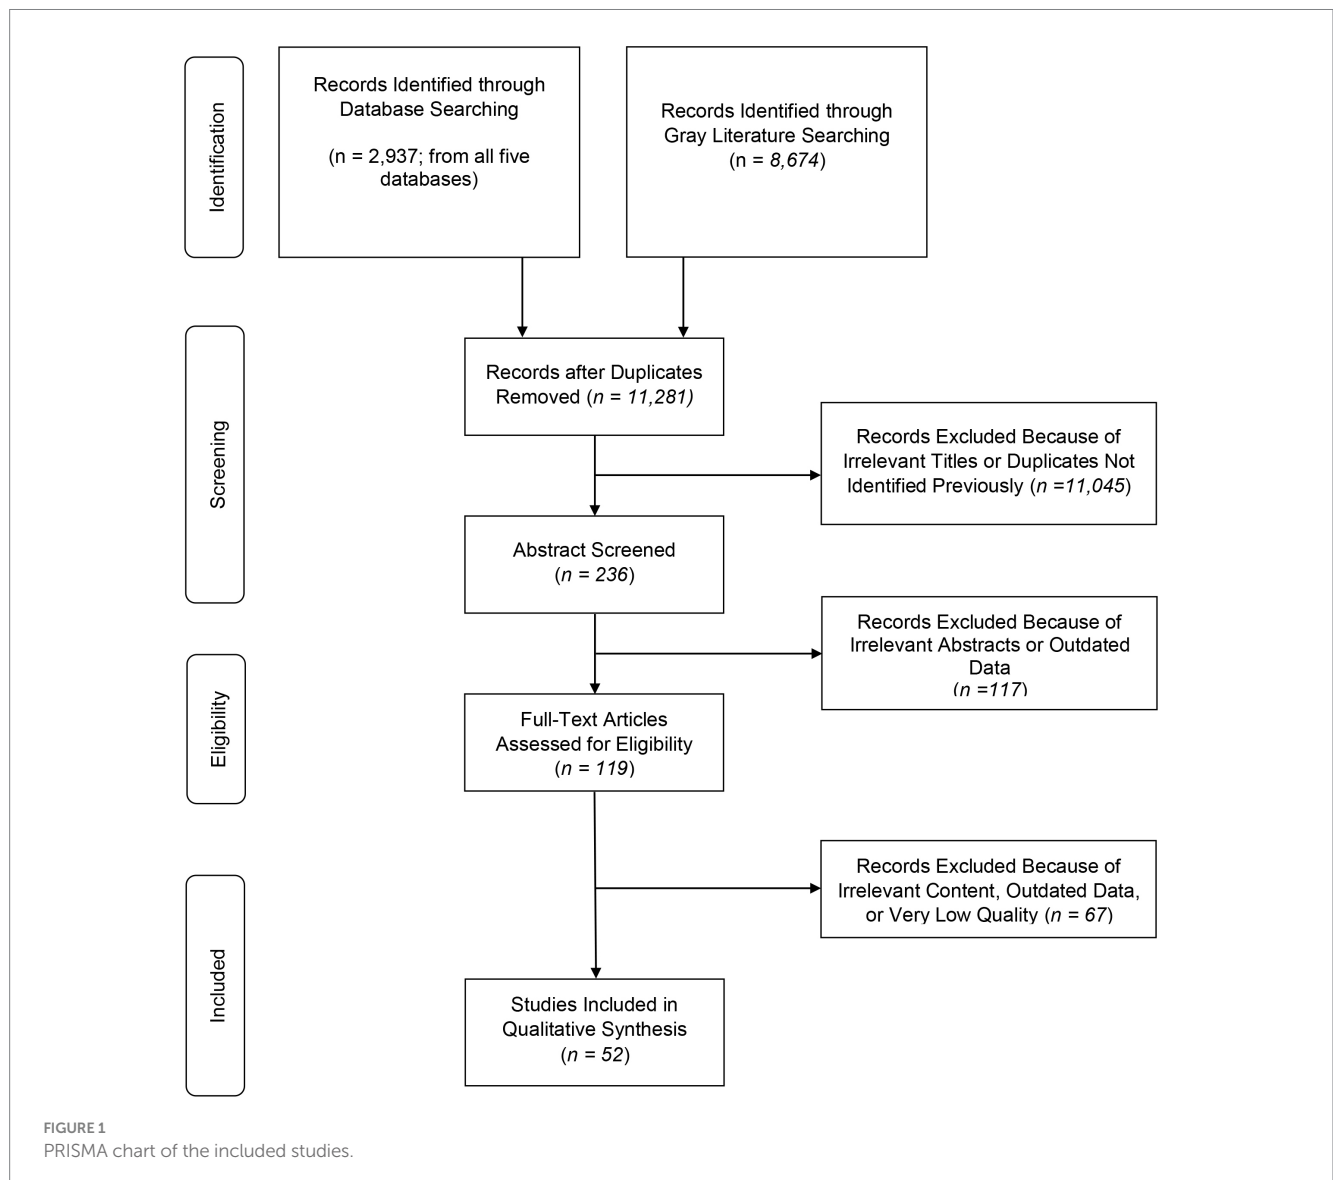 Identification
Records Identified through
Database Searching
(n = 2,937; from all five
databases)
Records Identified through
Gray Literature Searching
(n = 8,674)
Screening
Records after Duplicates
Removed (n = 11,281)
Records Excluded Because of
Irrelevant Titles or Duplicates Not
Identified Previously (n =11,045)
Abstract Screened
(n = 236)
Records Excluded Because of
Irrelevant Abstracts or Outdated
Data
(n =117)
Eligibility
Full-Text Articles
Assessed for Eligibility
(n = 119)
Records Excluded Because of
Irrelevant Content, Outdated Data,
or Very Low Quality (n = 67)
Included
Studies Included in
Qualitative Synthesis
(n = 52)
FIGURE 1
PRISMA chart of the included studies.